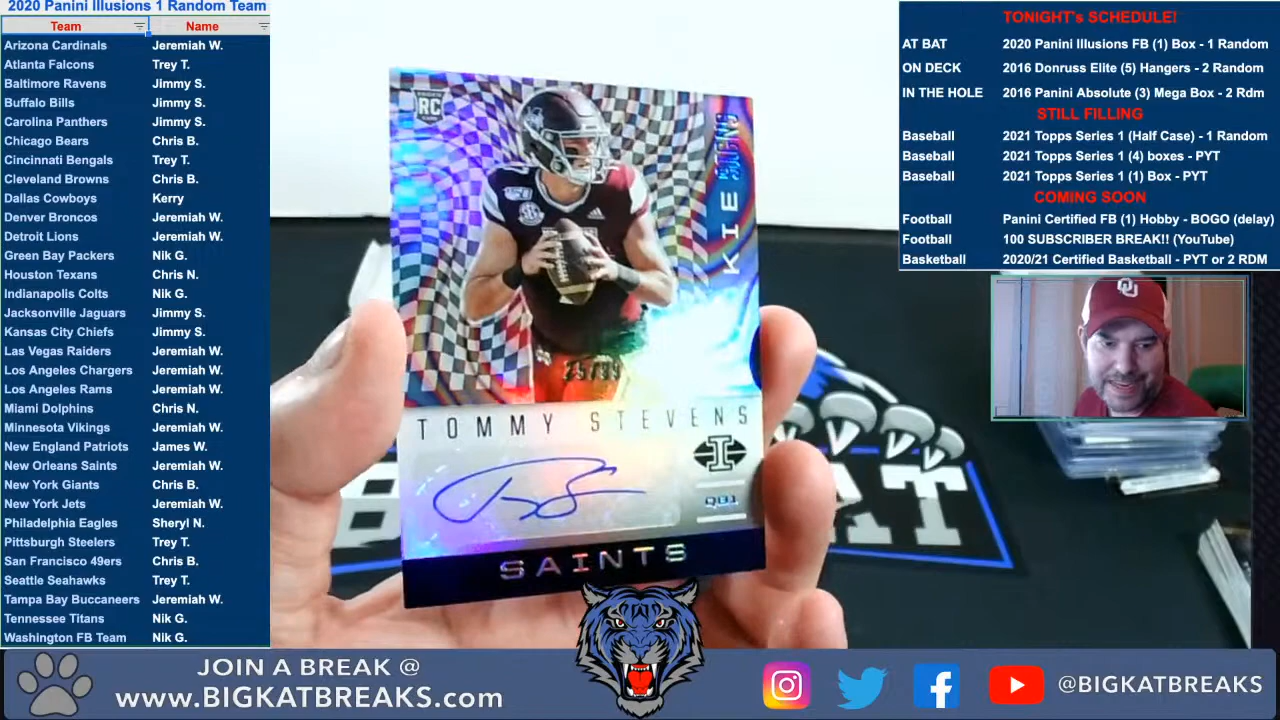 2020 Panini Illusions 1 Random Team
Team Name
Arizona Cardinals Jeremiah W.
Atlanta Falcons Trey T.
Baltimore Ravens Jimmy S.
Buffalo Bills Jimmy S.
Carolina Panthers Jimmy S.
Chicago Bears Chris B.
Cincinnati Bengals Trey T.
Cleveland Browns Chris B.
Dallas Cowboys Kerry
Denver Broncos Jeremiah W.
Detroit Lions Jeremiah W.
Green Bay Packers Nik G.
Houston Texans Chris N.
Indianapolis Colts Nik G.
Jacksonville Jaguars Jimmy S.
Kansas City Chiefs Jimmy S.
Las Vegas Raiders Jeremiah W.
Los Angeles Chargers Jeremiah W.
Los Angeles Rams Jeremiah W.
Miami Dolphins Chris N.
Minnesota Vikings Jeremiah W.
New England Patriots James W.
New Orleans Saints Jeremiah W.
New York Giants Chris B.
New York Jets Jeremiah W.
Philadelphia Eagles Sheryl N.
Pittsburgh Steelers Trey T.
San Francisco 49ers Chris B.
Seattle Seahawks Trey T.
Tampa Bay Buccaneers Jeremiah W.
Tennessee Titans Nik G.
Washington FB Team Nik G.
TONIGHT's SCHEDULE!
AT BAT 2020 Panini Illusions FB (1) Box - 1 Random
ON DECK 2016 Donruss Elite (5) Hangers - 2 Random
IN THE HOLE 2016 Panini Absolute (3) Mega Box - 2 Rdm
STILL FILLING
Baseball 2021 Topps Series 1 (Half Case) - 1 Random
Baseball 2021 Topps Series 1 (4) boxes - PYT
Baseball 2021 Topps Series 1 (1) Box - PYT
COMING SOON
Football Panini Certified FB (1) Hobby - BOGO (delay)
Football 100 SUBSCRIBER BREAK!! (YouTube)
Basketball 2020/21 Certified Basketball - PYT or 2 RDM
RC
KIE SIGNS
TOMMY STEVENS
I
QB1
SAINTS
OU
JOIN A BREAK @
www.BIGKATBREAKS.com
@BIGKATBREAKS